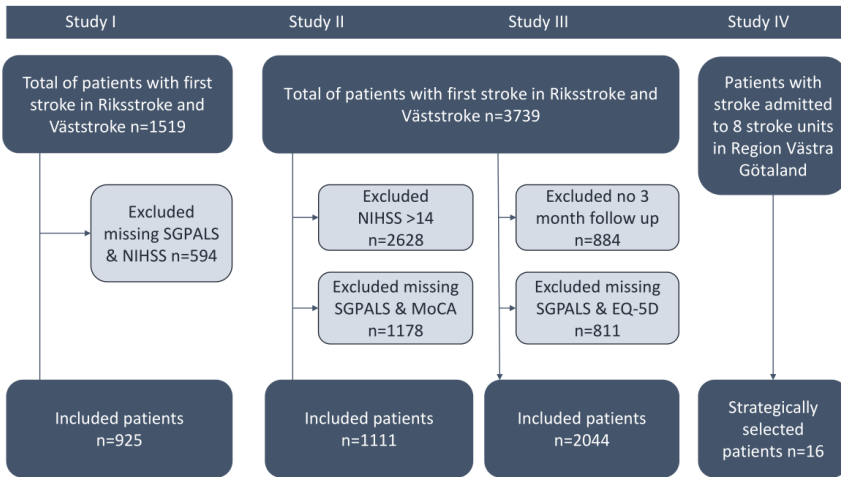 Study I
Study II
Study III
Study IV
Total of patients with first
stroke in Riksstroke and
Väststroke n=1519
Total of patients with first stroke in Riksstroke and
Väststroke n=3739
Patients with
stroke admitted
to 8 stroke units
in Region Västra
Götaland
Excluded
missing SGPALS
& NIHSS n=594
Excluded
NIHSS >14
n=2628
Excluded no 3
month follow up
n=884
Excluded missing
SGPALS & MoCA
n=1178
Excluded missing
SGPALS & EQ-5D
n=811
Included patients
n=925
Included patients
n=1111
Included patients
n=2044
Strategically
selected
patients n=16